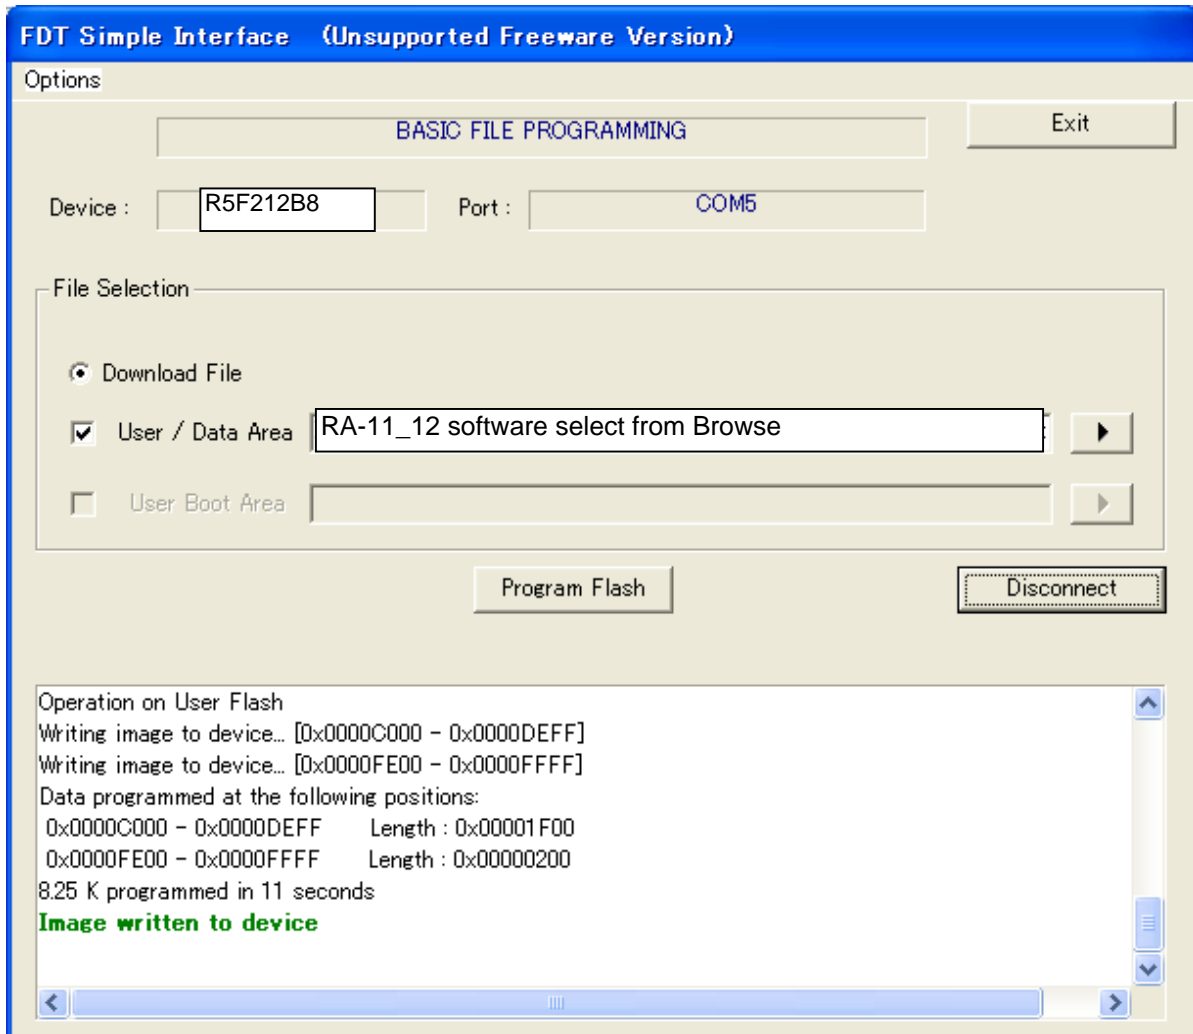 FDT Simple Interface (Unsupported Freeware Version)
Options
BASIC FILE PROGRAMMING
Exit
Device : R5F212B8 Port : COM5
File Selection
Download File
User / Data Area RA-11_12 software select from Browse
User Boot Area
Program Flash Disconnect
Operation on User Flash
Writing image to device... [0x0000C000 - 0x0000DEFF]
Writing image to device... [0x0000FE00 - 0x0000FFFF]
Data programmed at the following positions:
0x0000C000 - 0x0000DEFF Length : 0x00001F00
0x0000FE00 - 0x0000FFFF Length : 0x00000200
8.25 K programmed in 11 seconds
Image written to device